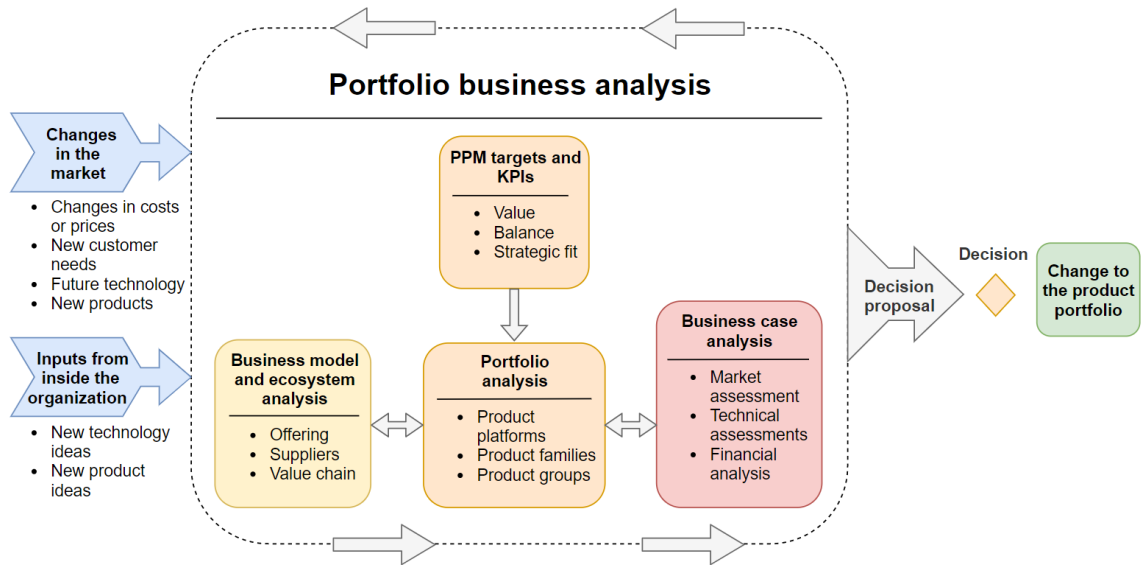 Portfolio business analysis
Changes
in the
market
• Changes in costs
or prices
• New customer
needs
• Future technology
• New products
Inputs from
inside the
organization
• New technology
ideas
• New product
ideas
PPM targets and
KPIs
• Value
• Balance
• Strategic fit
Business model
and ecosystem
analysis
• Offering
• Suppliers
• Value chain
Portfolio
analysis
• Product
platforms
• Product families
• Product groups
Business case
analysis
• Market
assessment
• Technical
assessments
• Financial
analysis
Decision
proposal
Decision
Change to
the product
portfolio